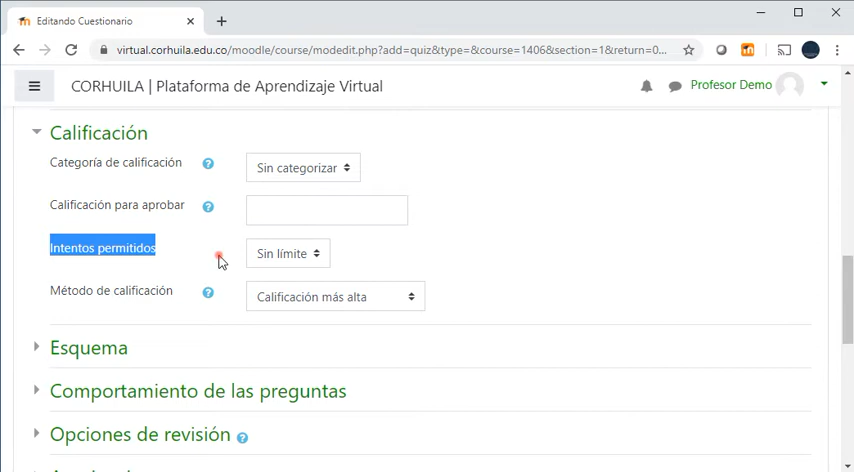 Editando Cuestionario
virtual.corhuila.edu.co/moodle/course/modedit.php?add=quiz&type=&course=1406&section=1&return=0...
CORHUILA | Plataforma de Aprendizaje Virtual
Profesor Demo
Calificación
Categoría de calificación ? Sin categorizar
Calificación para aprobar ?
Intentos permitidos Sin límite
Método de calificación ? Calificación más alta
Esquema
Comportamiento de las preguntas
Opciones de revisión ?